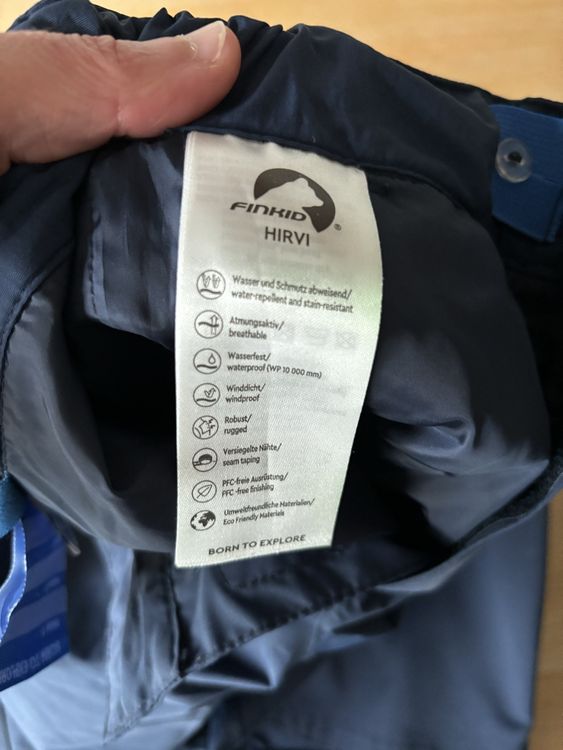 FINKID
®
HIRVI
Wasser und Schmutz abweisend/
water-repellent and stain-resistant
Atmungsaktiv/
breathable
Wasserfest/
waterproof (WP 10 000 mm)
Winddicht/
windproof
Robust/
rugged
Versiegelte Nähte/
seam taping
PFC-freie Ausrüstung/
PFC -free finishing
Umweltfreundliche Materialien/
Eco Friendly Materials
BORN TO EXPLORE